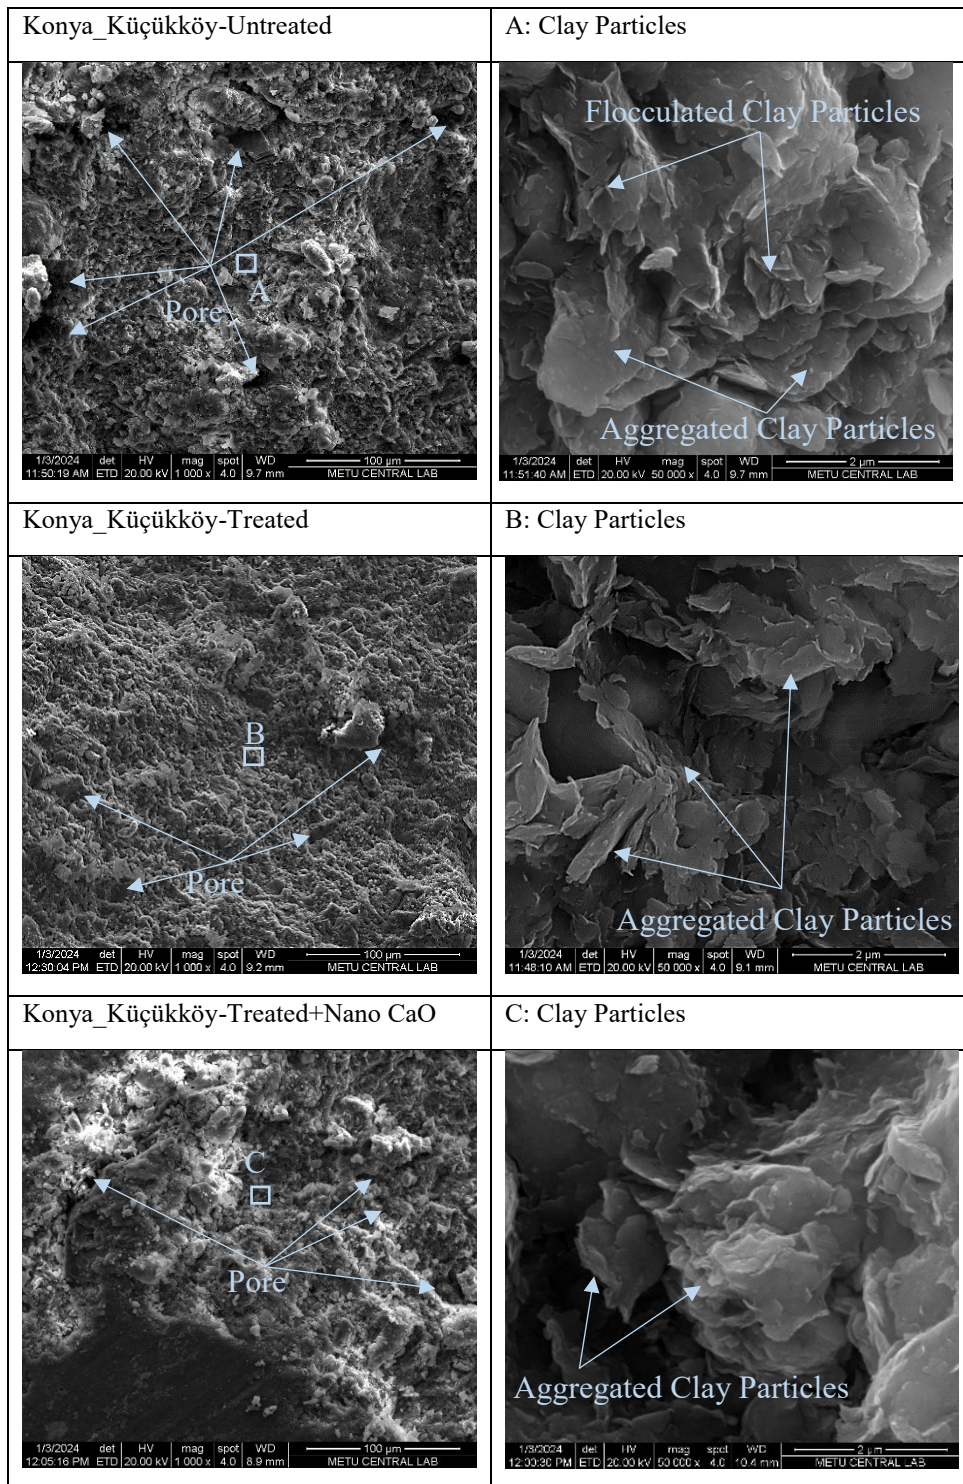 Konya_Küçükköy-Untreated
A: Clay Particles
A
Pore
1/3/2024 det HV mag spot WD 100 µm
11:50:19 AM ETD 20.00 kV 1 000 x 4.0 9.7 mm METU CENTRAL LAB
Flocculated Clay Particles
Aggregated Clay Particles
1/3/2024 det HV mag spot WD 2 µm
11:51:40 AM ETD 20.00 kV 50 000 x 4.0 9.7 mm METU CENTRAL LAB
Konya_Küçükköy-Treated
B: Clay Particles
B
Pore
1/3/2024 det HV mag spot WD 100 µm
12:30:04 PM ETD 20.00 kV 1 000 x 4.0 9.2 mm METU CENTRAL LAB
Aggregated Clay Particles
1/3/2024 det HV mag spot WD 2 µm
11:48:10 AM ETD 20.00 kV 50 000 x 4.0 9.1 mm METU CENTRAL LAB
Konya_Küçükköy-Treated+Nano CaO
C: Clay Particles
C
Pore
1/3/2024 det HV mag spot WD 100 µm
12:05:16 PM ETD 20.00 kV 1 000 x 4.0 8.9 mm METU CENTRAL LAB
Aggregated Clay Particles
1/3/2024 det HV mag spot WD 2 µm
ETD 20.00 kV 50 000 x 4.0 10.4 mm METU CENTRAL LAB